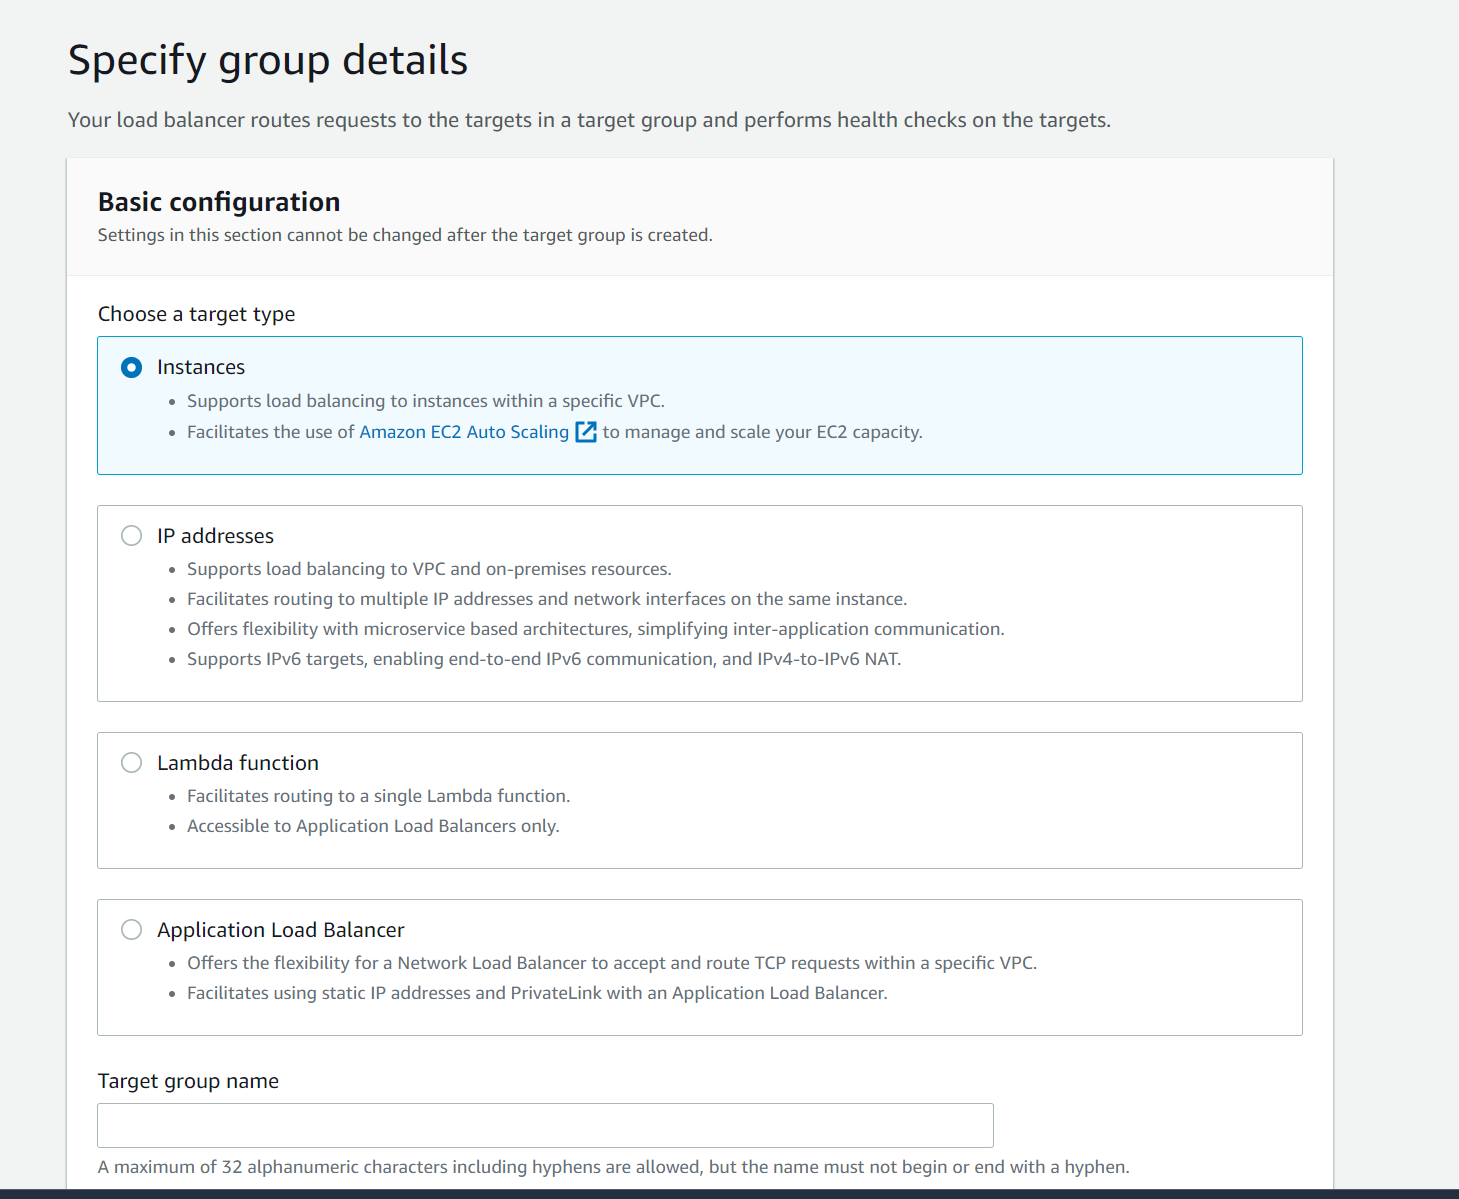 Specify group details
Your load balancer routes requests to the targets in a target group and performs health checks on the targets.
Basic configuration
Settings in this section cannot be changed after the target group is created.
Choose a target type
Instances
• Supports load balancing to instances within a specific VPC.
• Facilitates the use of Amazon EC2 Auto Scaling to manage and scale your EC2 capacity.
IP addresses
• Supports load balancing to VPC and on-premises resources.
• Facilitates routing to multiple IP addresses and network interfaces on the same instance.
• Offers flexibility with microservice based architectures, simplifying inter-application communication.
• Supports IPv6 targets, enabling end-to-end IPv6 communication, and IPv4-to-IPv6 NAT.
Lambda function
• Facilitates routing to a single Lambda function.
• Accessible to Application Load Balancers only.
Application Load Balancer
• Offers the flexibility for a Network Load Balancer to accept and route TCP requests within a specific VPC.
• Facilitates using static IP addresses and PrivateLink with an Application Load Balancer.
Target group name
A maximum of 32 alphanumeric characters including hyphens are allowed, but the name must not begin or end with a hyphen.